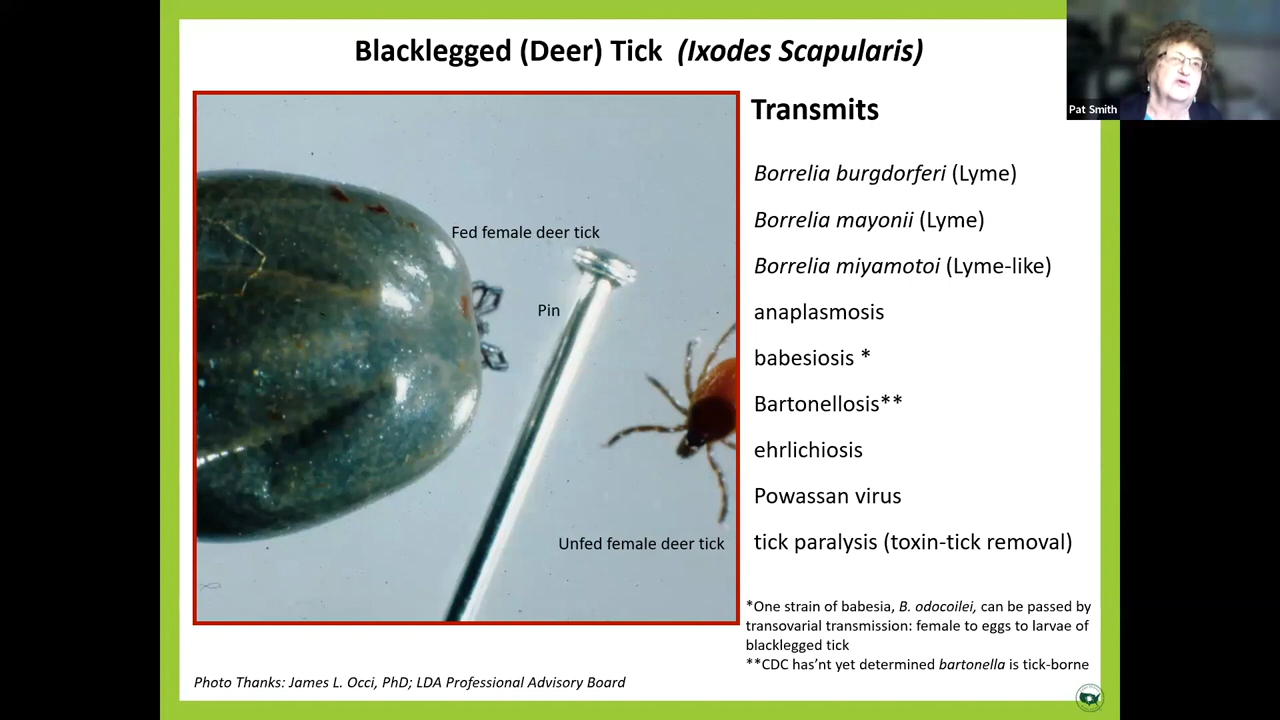 Blacklegged (Deer) Tick (Ixodes Scapularis)
Pat Smith
Transmits
Borrelia burgdorferi (Lyme)
Borrelia mayonii (Lyme)
Borrelia miyamotoi (Lyme-like)
anaplasmosis
babesiosis *
Bartonellosis**
ehrlichiosis
Powassan virus
tick paralysis (toxin-tick removal)
Fed female deer tick
Pin
Unfed female deer tick
*One strain of babesia, B. odocoilei, can be passed by
transovarial transmission: female to eggs to larvae of
blacklegged tick
**CDC has'nt yet determined bartonella is tick-borne
Photo Thanks: James L. Occi, PhD; LDA Professional Advisory Board